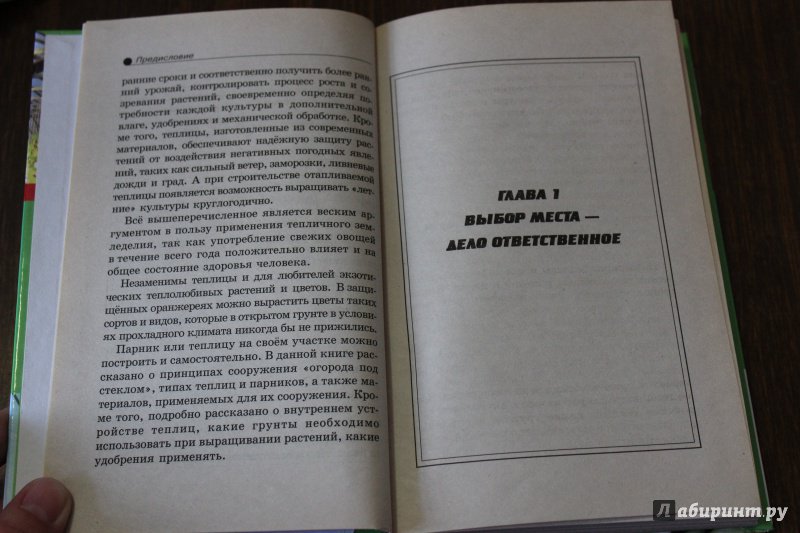 Предисловие
ранние сроки и соответственно получить более ран-
ний урожай, контролировать процесс роста и со-
зревания растений, своевременно определяя по-
требности каждой культуры в дополнительной
влаге, удобрениях и механической обработке. Кро-
ме того, теплицы, изготовленные из современных
материалов, обеспечивают надёжную защиту рас-
тений от воздействия негативных погодных явле-
ний, таких как сильный ветер, заморозки, ливневые
дожди и град. А при строительстве отапливаемой
теплицы появляется возможность выращивать «лет-
ние» культуры круглогодично.
Всё вышеперечисленное является веским ар-
гументом в пользу применения тепличного зем-
леделия, так как употребление свежих овощей
в течение всего года положительно влияет и на
общее состояние здоровья человека.
Незаменимы теплицы и для любителей экзоти-
ческих теплолюбивых растений и цветов. В защи-
щённых оранжереях можно вырастить цветы таких
сортов и видов, которые в открытом грунте в услови-
ях прохладного климата никогда бы не прижились.
Парник или теплицу на своём участке можно
построить и самостоятельно. В данной книге рас-
сказано о принципах сооружения «огорода под
стеклом», типах теплиц и парников, а также ма-
териалов, применяемых для их сооружения. Кро-
ме того, подробно рассказано о внутреннем уст-
ройстве теплиц, какие грунты необходимо
использовать при выращивании растений, какие
удобрения применять.
ГЛАВА 1
ВЫБОР МЕСТА —
ДЕЛО ОТВЕТСТВЕННОЕ
Лабиринт.ру